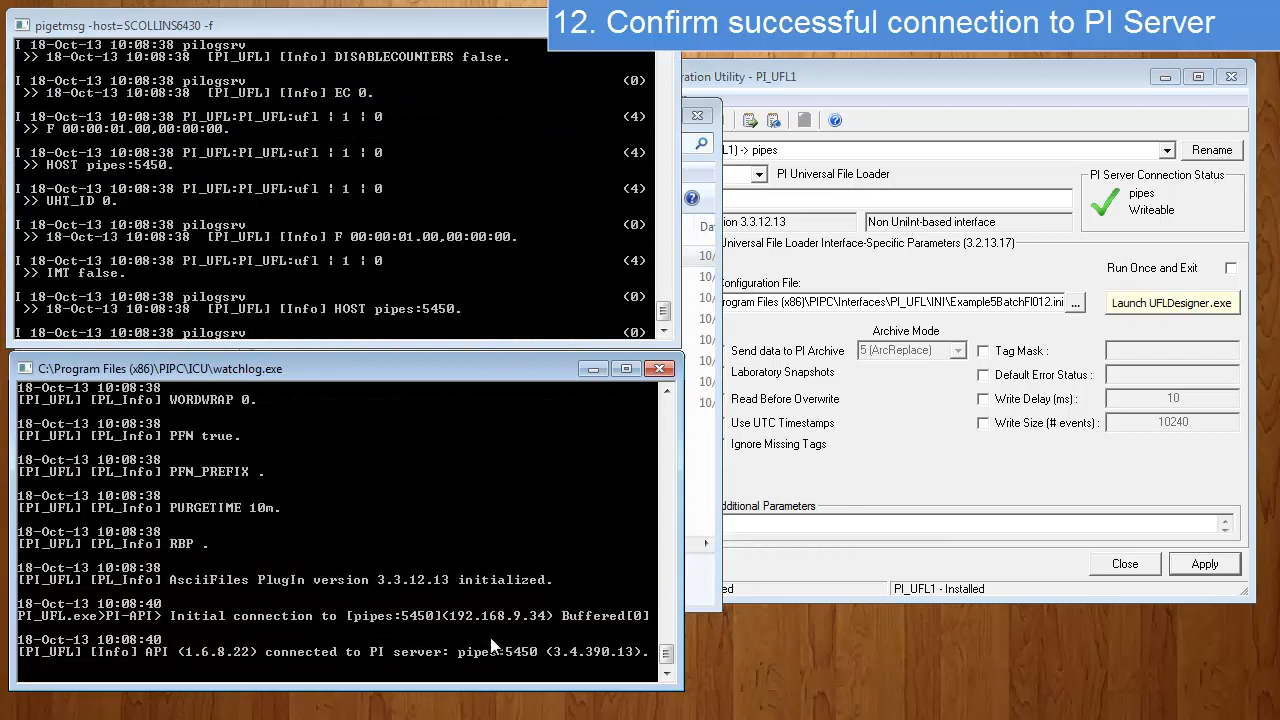 12. Confirm successful connection to PI Server
pigetmsg -host=SCOLLINS6430 -f
I 18-Oct-13 10:08:38 pilogsrv
>> 18-Oct-13 10:08:38 [PI_UFL] [Info] DISABLECOUNTERS false.
I 18-Oct-13 10:08:38 pilogsrv (0)
>> 18-Oct-13 10:08:38 [PI_UFL] [Info] EC 0.
I 18-Oct-13 10:08:38 PI_UFL:PI_UFL:ufl | 1 | 0 (4)
>> F 00:00:01.00,00:00:00.
I 18-Oct-13 10:08:38 PI_UFL:PI_UFL:ufl | 1 | 0 (4)
>> HOST pipes:5450.
I 18-Oct-13 10:08:38 PI_UFL:PI_UFL:ufl | 1 | 0 (4)
>> UHT_ID 0.
I 18-Oct-13 10:08:38 pilogsrv (0)
>> 18-Oct-13 10:08:38 [PI_UFL] [Info] F 00:00:01.00,00:00:00.
I 18-Oct-13 10:08:38 PI_UFL:PI_UFL:ufl | 1 | 0 (4)
>> IMT false.
I 18-Oct-13 10:08:38 pilogsrv (0)
>> 18-Oct-13 10:08:38 [PI_UFL] [Info] HOST pipes:5450.
I 18-Oct-13 10:08:38 pilogsrv (0)
C:\Program Files (x86)\PIPC\ICU\watchlog.exe
18-Oct-13 10:08:38
[PI_UFL] [PL_Info] WORDWRAP 0.
18-Oct-13 10:08:38
[PI_UFL] [PL_Info] PFN true.
18-Oct-13 10:08:38
[PI_UFL] [PL_Info] PFN_PREFIX .
18-Oct-13 10:08:38
[PI_UFL] [PL_Info] PURGETIME 10m.
18-Oct-13 10:08:38
[PI_UFL] [PL_Info] RBP .
18-Oct-13 10:08:38
[PI_UFL] [PL_Info] AsciiFiles PlugIn version 3.3.12.13 initialized.
18-Oct-13 10:08:40
PI_UFL.exe>PI-API> Initial connection to [pipes:5450](192.168.9.34) Buffered[0]
18-Oct-13 10:08:40
[PI_UFL] [Info] API (1.6.8.22) connected to PI server: pipes:5450 (3.4.390.13).
Da
10/
10/
10/
10/
10/
10/
10/
10/
ration Utility - PI_UFL1
L1) -> pipes
Rename
PI Universal File Loader
PI Server Connection Status
pipes
Writeable
ion 3.3.12.13
Non UniInt-based interface
Universal File Loader Interface-Specific Parameters (3.2.13.17)
Run Once and Exit
onfiguration File:
rogram Files (x86)\PIPC\Interfaces\PI_UFL\INI\Example5BatchFl012.ini
...
Launch UFLDesigner.exe
Archive Mode
Send data to PI Archive
5 (ArcReplace)
Tag Mask :
Laboratory Snapshots
Default Error Status :
Read Before Overwrite
Write Delay (ms) :
10
Use UTC Timestamps
Write Size (# events) :
10240
Ignore Missing Tags
dditional Parameters
Close
Apply
ed
PI_UFL1 - Installed